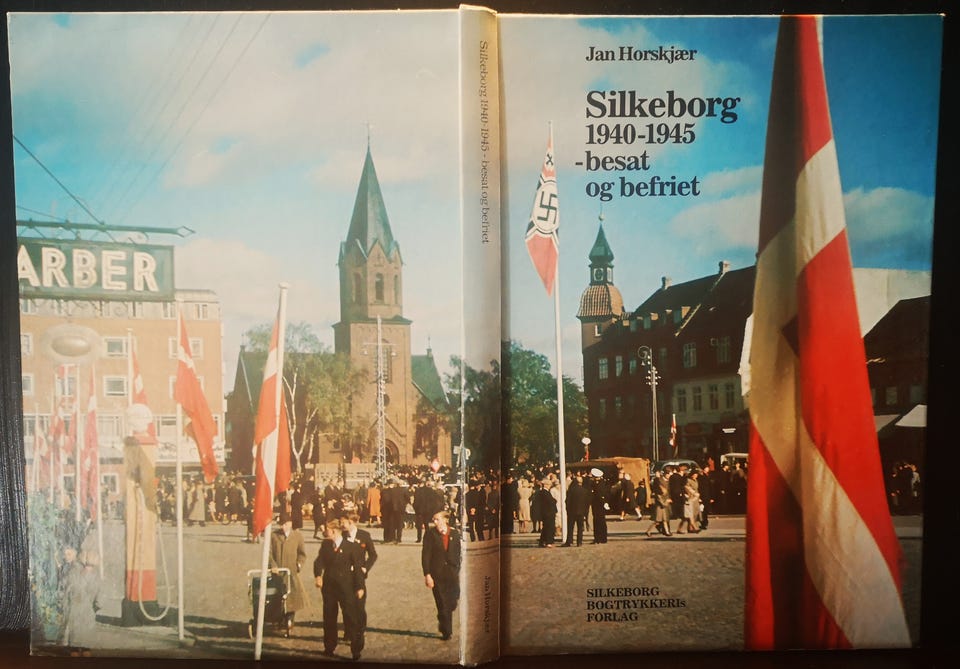 ARBER
Silkeborg 1940-1945 - besat og befriet
Jan Horskjær
Jan Horskjær
Silkeborg
1940-1945
-besat
og befriet
SILKEBORG
BOGTRYKKERIs
FORLAG